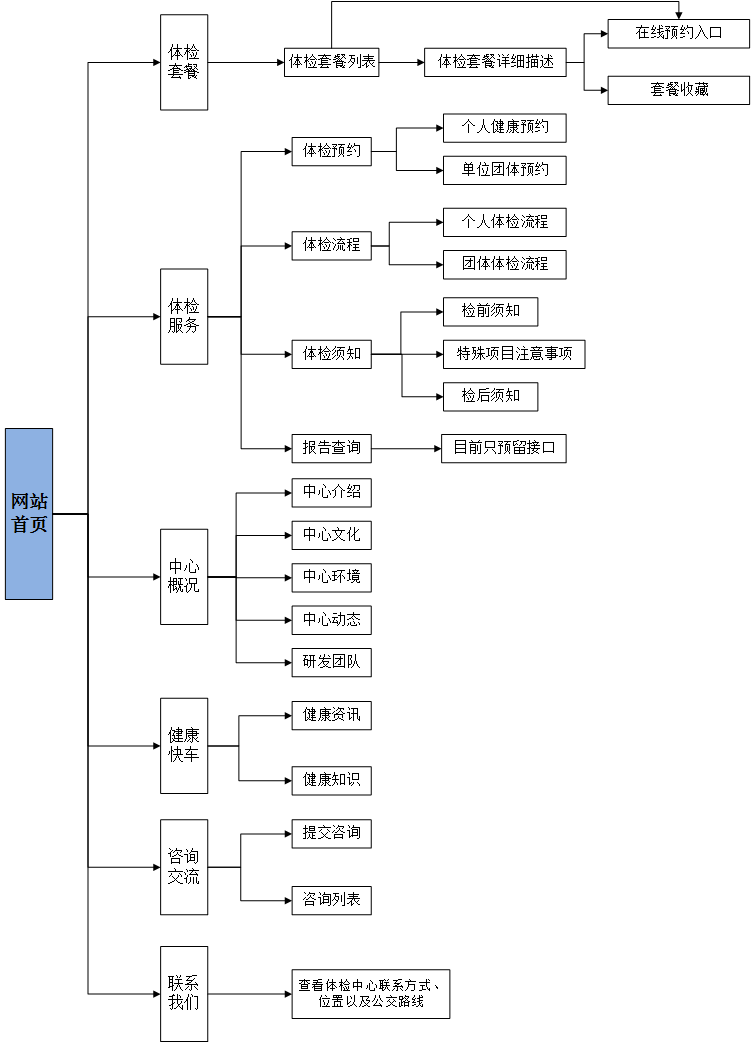 网站
首页
体检
套餐
体检套餐列表
体检套餐详细描述
在线预约入口
套餐收藏
体检
服务
体检预约
个人健康预约
单位团体预约
体检流程
个人体检流程
团体体检流程
体检须知
检前须知
特殊项目注意事项
检后须知
报告查询
目前只预留接口
中心
概况
中心介绍
中心文化
中心环境
中心动态
研发团队
健康
快车
健康资讯
健康知识
咨询
交流
提交咨询
咨询列表
联系
我们
查看体检中心联系方式、
位置以及公交路线